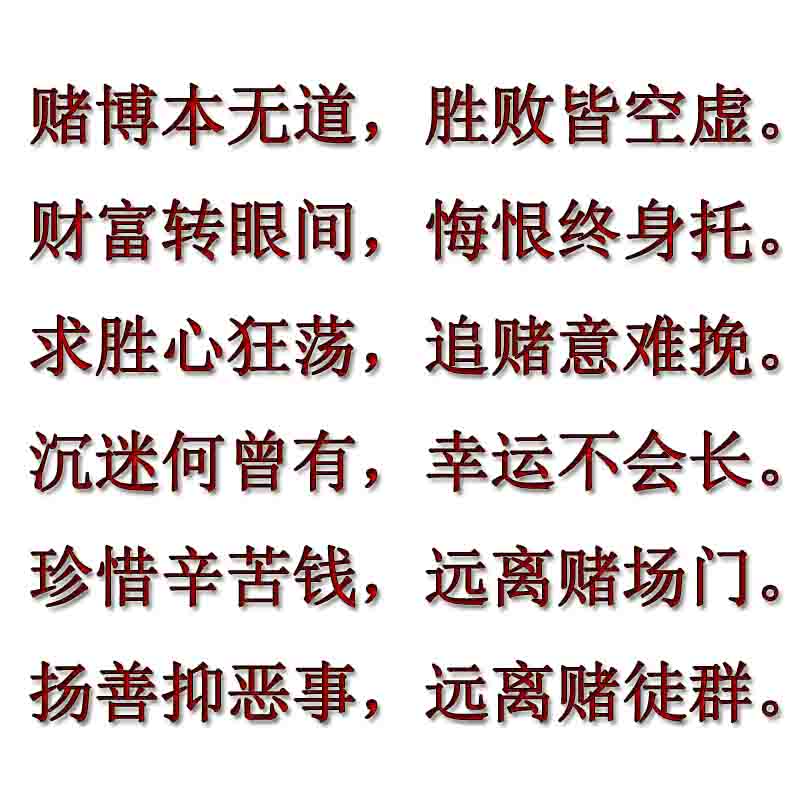 赌博本无道，胜败皆空虚。
财富转眼间，悔恨终身托。
求胜心狂荡，追赌意难挽。
沉迷何曾有，幸运不会长。
珍惜辛苦钱，远离赌场门。
扬善抑恶事，远离赌徒群。